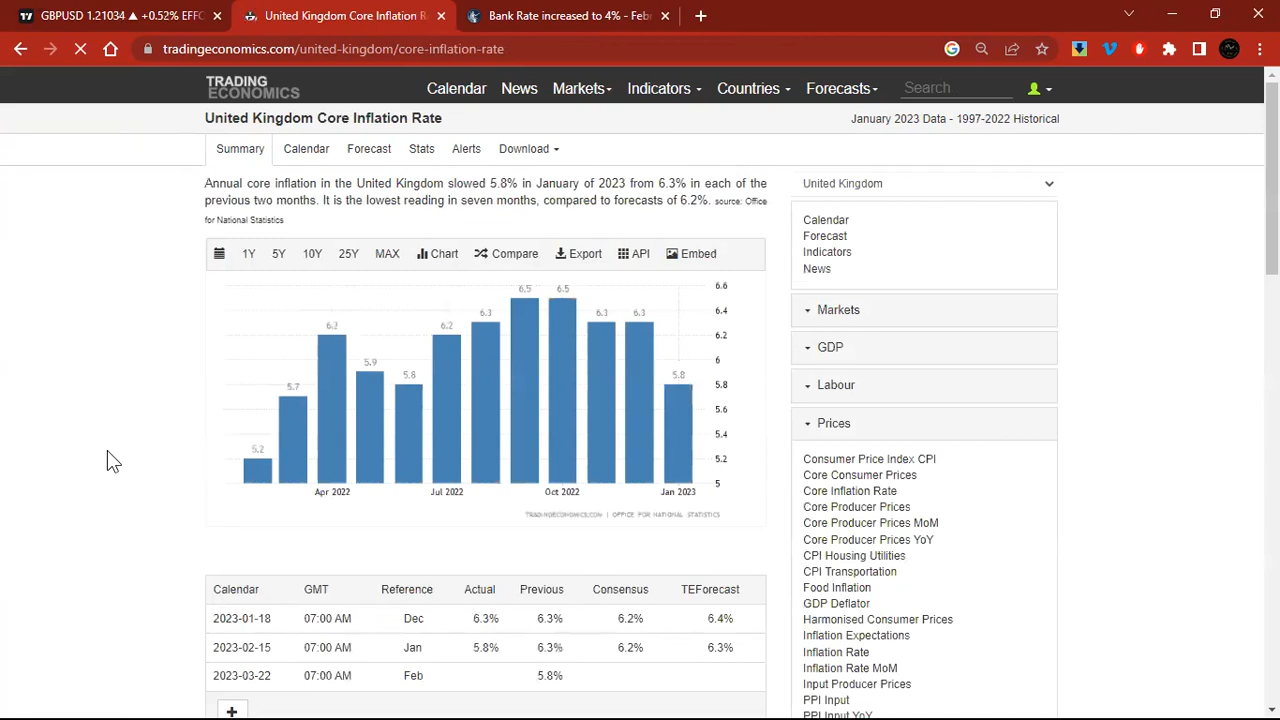 GBPUSD 1.21034 ▲ +0.52% EFFC
United Kingdom Core Inflation R
Bank Rate increased to 4% - Febr
tradingeconomics.com/united-kingdom/core-inflation-rate
TRADING ECONOMICS
Calendar News Markets Indicators Countries Forecasts Search
United Kingdom Core Inflation Rate
January 2023 Data - 1997-2022 Historical
Summary Calendar Forecast Stats Alerts Download
Annual core inflation in the United Kingdom slowed 5.8% in January of 2023 from 6.3% in each of the
previous two months. It is the lowest reading in seven months, compared to forecasts of 6.2%. source: Office
for National Statistics
1Y 5Y 10Y 25Y MAX Chart Compare Export API Embed
5.2 5.7 6.2 5.9 5.8 6.2 6.3 6.5 6.5 6.3 6.3 5.8
6.6
6.4
6.2
6
5.8
5.6
5.4
5.2
5
Apr 2022 Jul 2022 Oct 2022 Jan 2023
TRADINGECONOMICS.COM | OFFICE FOR NATIONAL STATISTICS
Calendar GMT Reference Actual Previous Consensus TEForecast
2023-01-18 07:00 AM Dec 6.3% 6.3% 6.2% 6.4%
2023-02-15 07:00 AM Jan 5.8% 6.3% 6.2% 6.3%
2023-03-22 07:00 AM Feb 5.8%
+
United Kingdom
Calendar
Forecast
Indicators
News
Markets
GDP
Labour
Prices
Consumer Price Index CPI
Core Consumer Prices
Core Inflation Rate
Core Producer Prices
Core Producer Prices MoM
Core Producer Prices YoY
CPI Housing Utilities
CPI Transportation
Food Inflation
GDP Deflator
Harmonised Consumer Prices
Inflation Expectations
Inflation Rate
Inflation Rate MoM
Input Producer Prices
PPI Input
PPI Input YoY